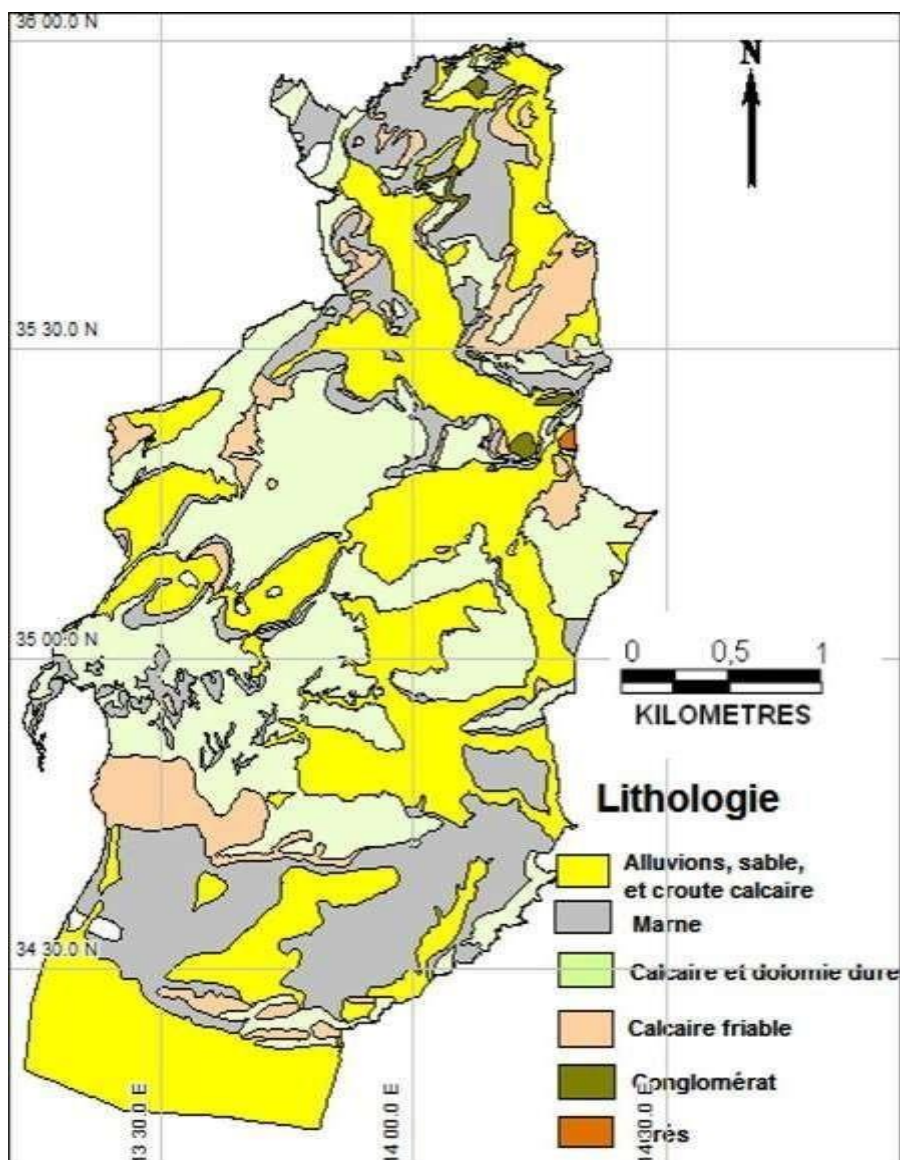 36 00.0 N
N
35 30.0 N
35 00.0 N
0 0,5 1
KILOMETRES
Lithologie
Alluvions, sable,
et croute calcaire
Marne
34 30.0 N
Calcaire et dolomie dure
Calcaire friable
Conglomérat
13 30.0 E
14 00.0 E
14 30.0 E